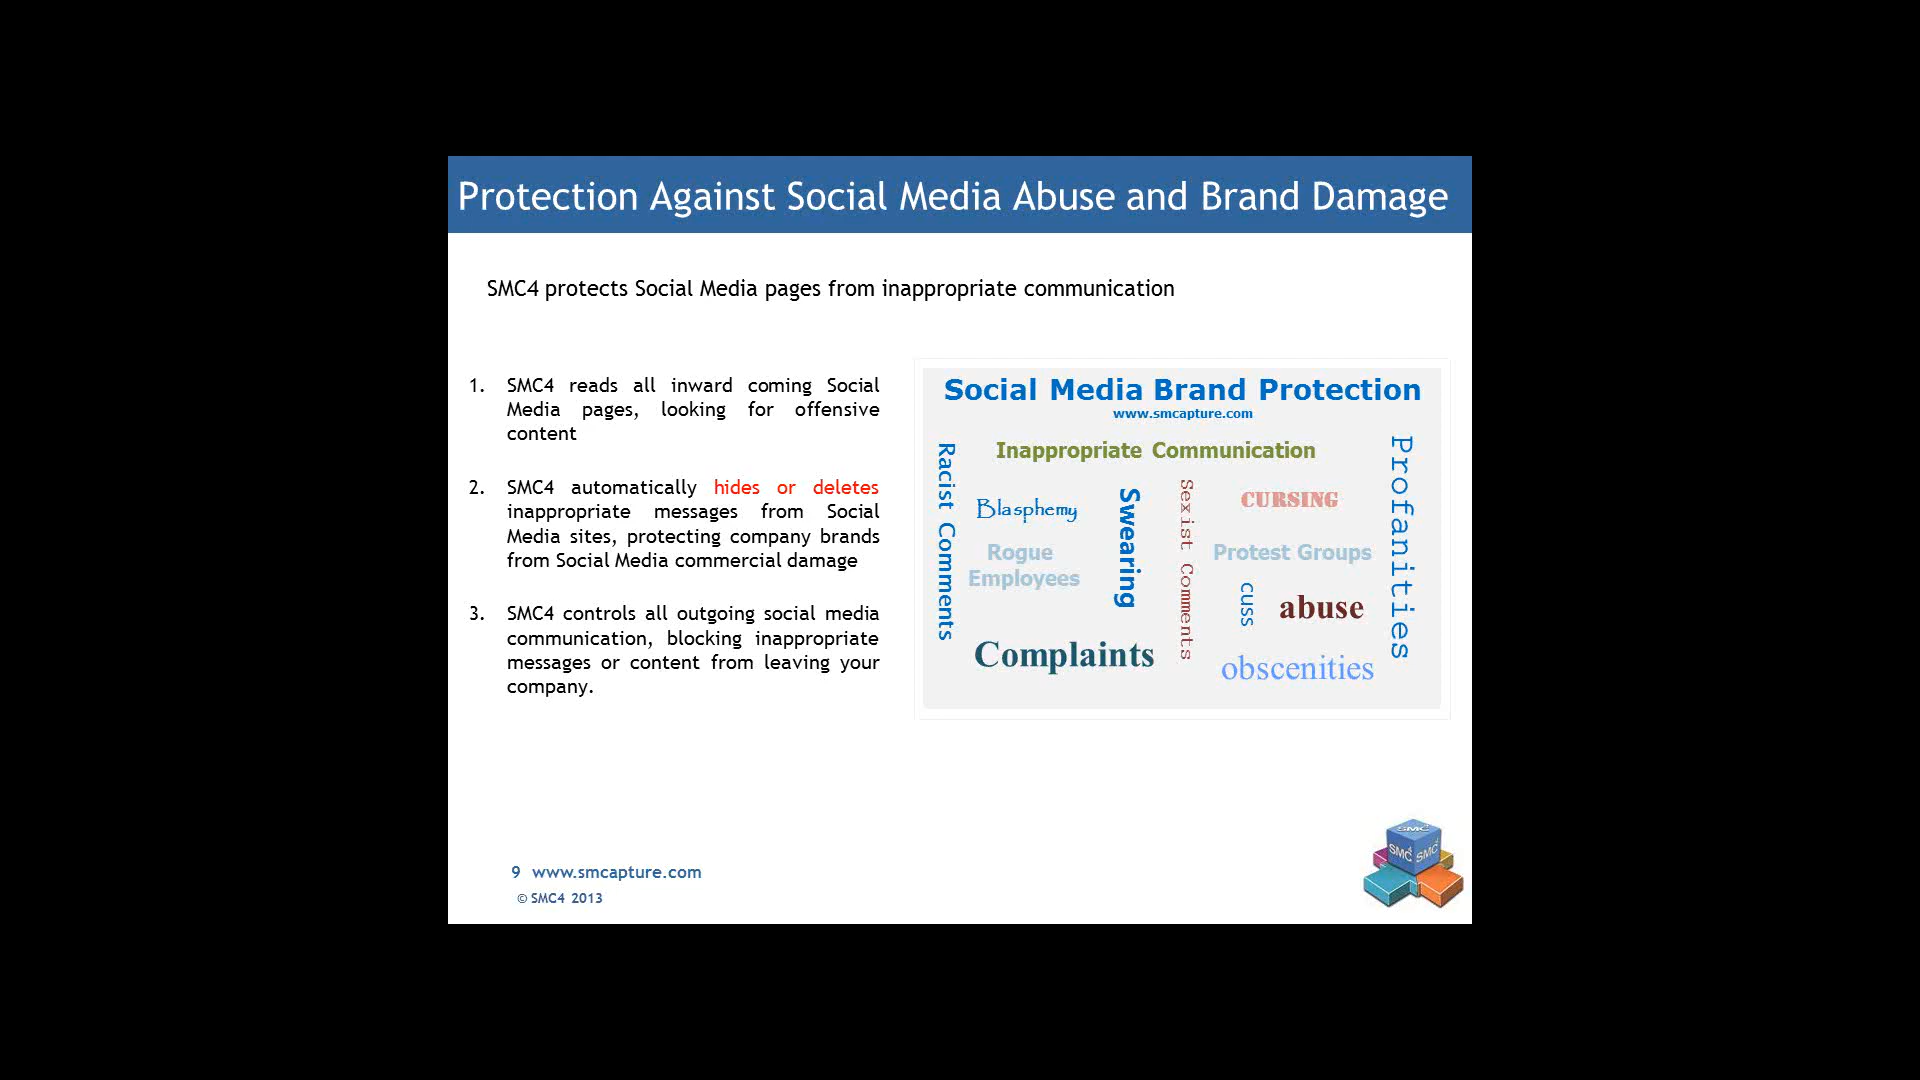 Protection Against Social Media Abuse and Brand Damage
SMC4 protects Social Media pages from inappropriate communication
1. SMC4 reads all inward coming Social
Media pages, looking for offensive
content
2. SMC4 automatically hides or deletes
inappropriate messages from Social
Media sites, protecting company brands
from Social Media commercial damage
3. SMC4 controls all outgoing social media
communication, blocking inappropriate
messages or content from leaving your
company.
Social Media Brand Protection
www.smcapture.com
Inappropriate Communication
Racist Comments
Blasphemy
Swearing
Sexist Comments
CURSING
Profanities
Rogue
Employees
Protest Groups
cuss
abuse
Complaints
obscenities
9 www.smcapture.com
© SMC4 2013
SMC4
SMC4
SMC4